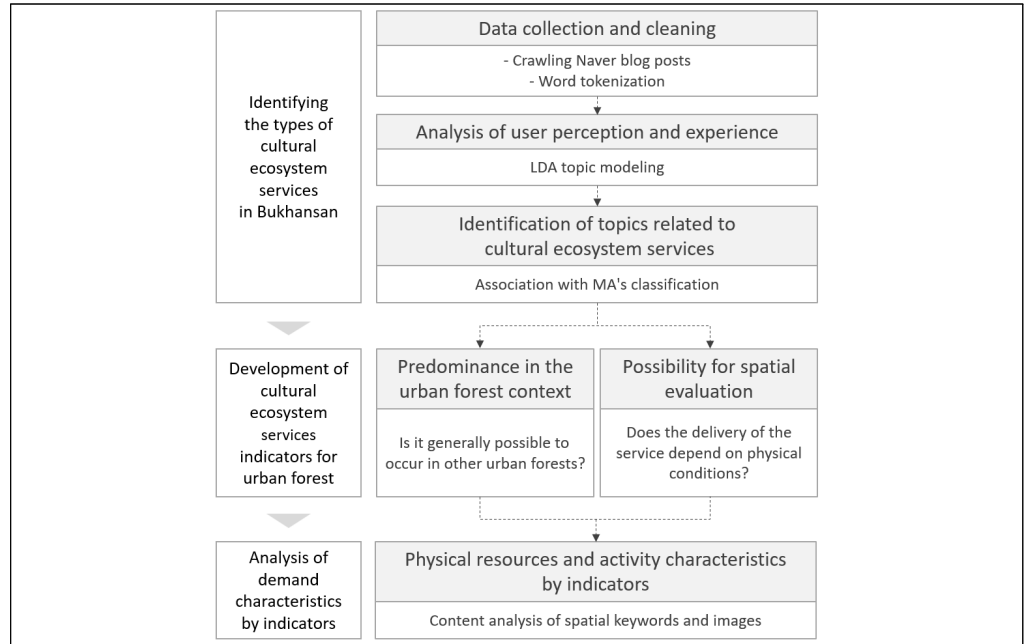 Identifying
the types of
cultural
ecosystem
services
in Bukhansan
Data collection and cleaning
- Crawling Naver blog posts
- Word tokenization
Analysis of user perception and experience
LDA topic modeling
Identification of topics related to
cultural ecosystem services
Association with MA's classification
Development of
cultural
ecosystem
services
indicators for
urban forest
Predominance in the
urban forest context
Is it generally possible to
occur in other urban forests?
Possibility for spatial
evaluation
Does the delivery of the
service depend on physical
conditions?
Analysis of
demand
characteristics
by indicators
Physical resources and activity characteristics
by indicators
Content analysis of spatial keywords and images